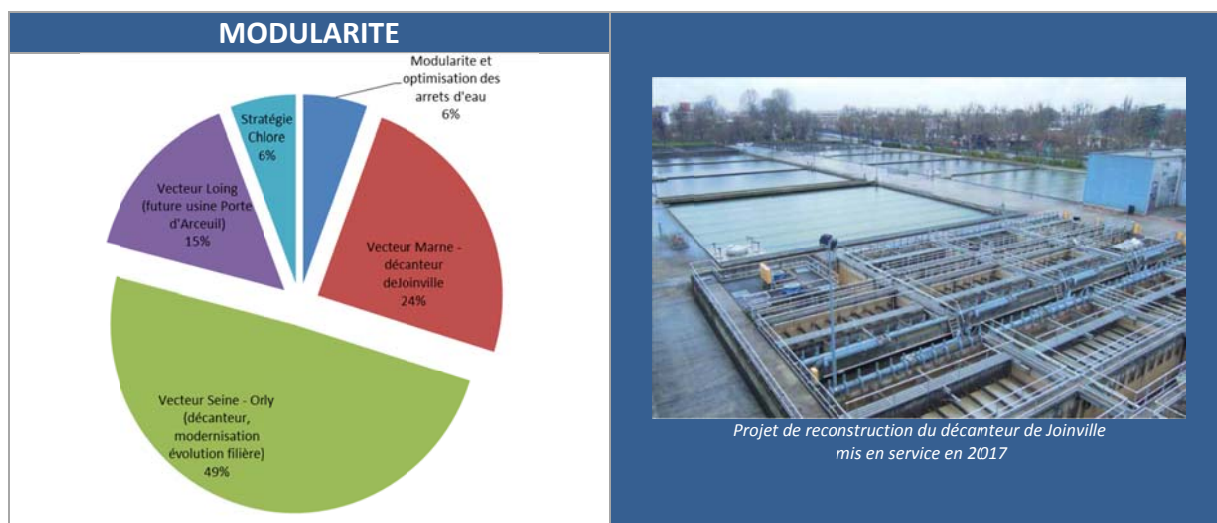 MODULARITE
Modularite et
optimisation des
arrets d'eau
6%
Stratégie
Chlore
6%
Vecteur Loing
(future usine Porte
d'Arceuil)
15%
Vecteur Marne -
décanteur
deJoinville
24%
Vecteur Seine - Orly
(décanteur,
modernisation
évolution filière)
49%
Projet de reconstruction du décanteur de Joinville
mis en service en 2017